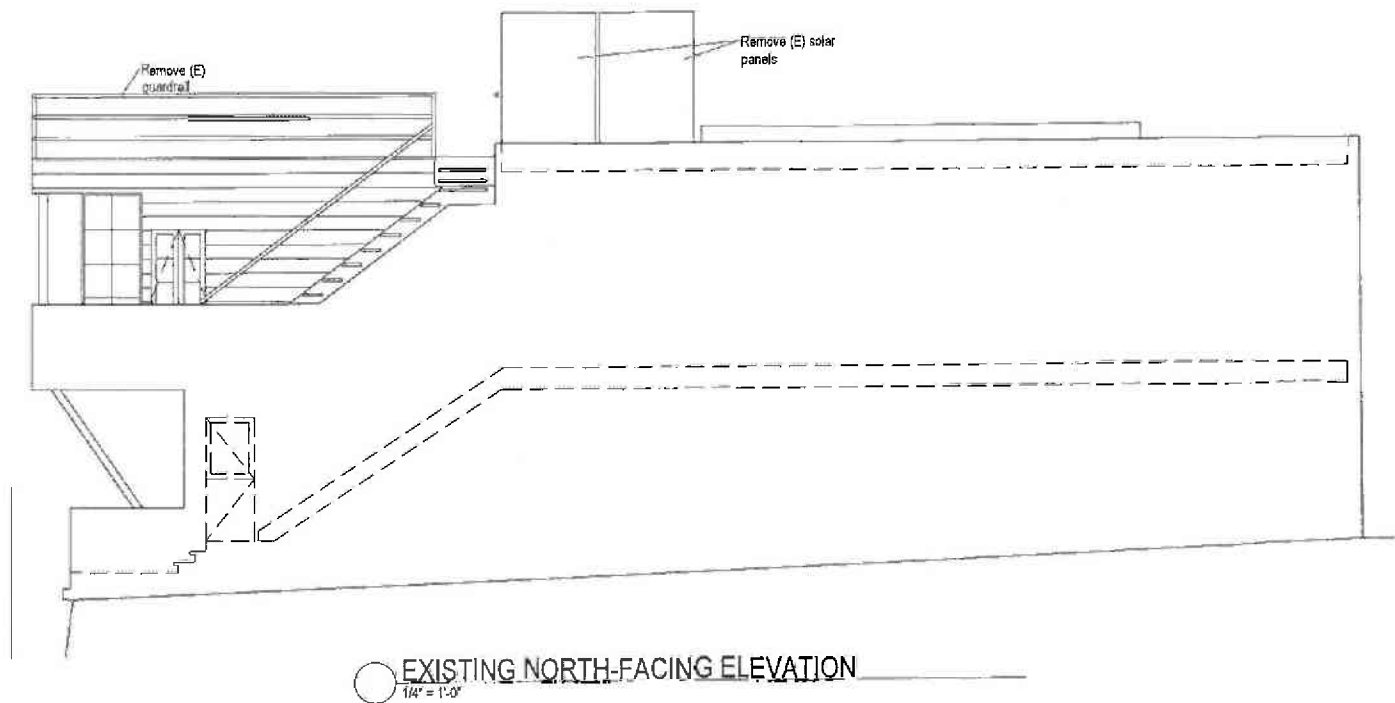 Remove (E)
guardrail
Remove (E) solar
panels
EXISTING NORTH-FACING ELEVATION
1/4" = 1'-0"